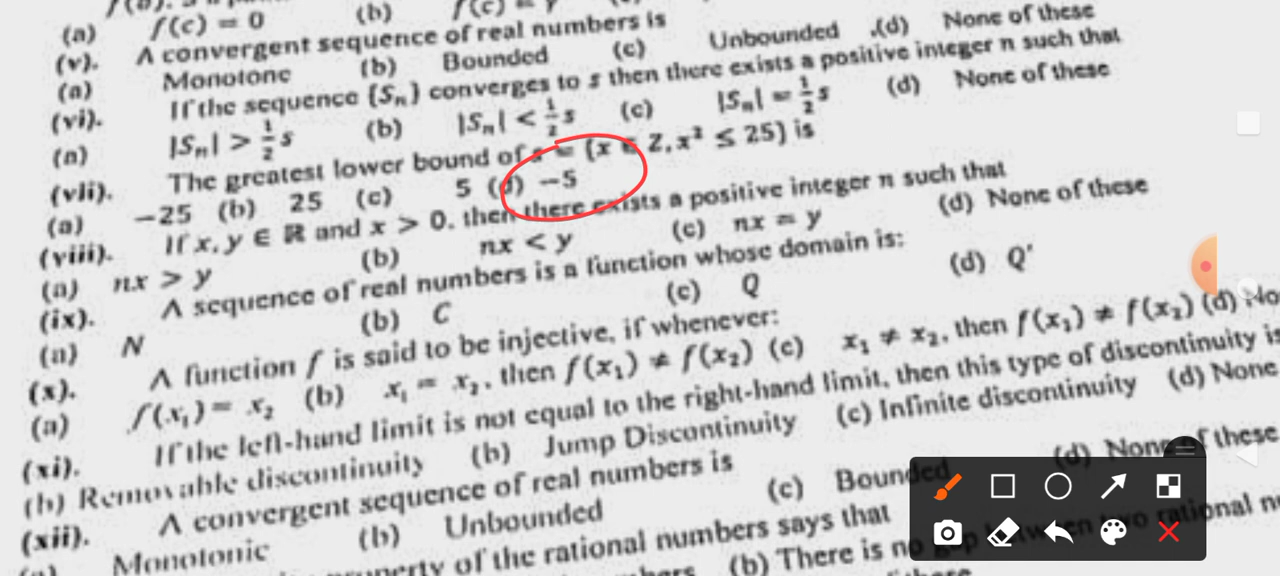 (a) f(c) = 0 (b)
(v). A convergent sequence of real numbers is
(a) Monotone (b) Bounded (c) Unbounded (d) None of these
(vi). If the sequence {Sₙ} converges to s then there exists a positive integer n such that
(a) |Sₙ| > ½s (b) |Sₙ| < ½s (c) |Sₙ| = ½s (d) None of these
(vii). The greatest lower bound of = {x ∈ Z, x² ≤ 25} is
(a) −25 (b) 25 (c) 5 (d) −5
(viii). If x, y ∈ ℝ and x > 0. then there exists a positive integer n such that
(a) nx > y (b) nx < y (c) nx = y (d) None of these
(ix). A sequence of real numbers is a function whose domain is:
(a) N (b) C (c) Q (d) Q'
(x). A function f is said to be injective, if whenever:
(a) f(x₁) = x₂ (b) x₁ = x₂, then f(x₁) ≠ f(x₂) (c) x₁ ≠ x₂, then f(x₁) ≠ f(x₂) (d)
(xi). If the left-hand limit is not equal to the right-hand limit, then this type of discontinuity is
(b) Removable discontinuity (b) Jump Discontinuity (c) Infinite discontinuity (d) None
(xii). A convergent sequence of real numbers is
Monotonic (b) Unbounded (c) Bounded (d) None of these
property of the rational numbers says that
(b) There is no gap between two rational